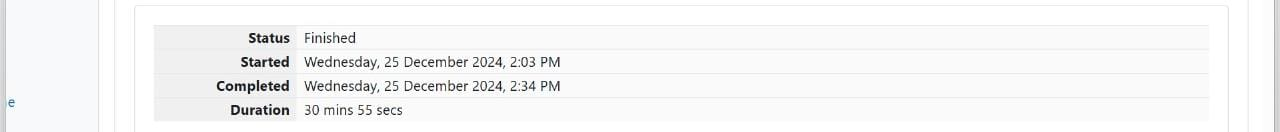 Status Finished
Started Wednesday, 25 December 2024, 2:03 PM
Completed Wednesday, 25 December 2024, 2:34 PM
e
Duration 30 mins 55 secs